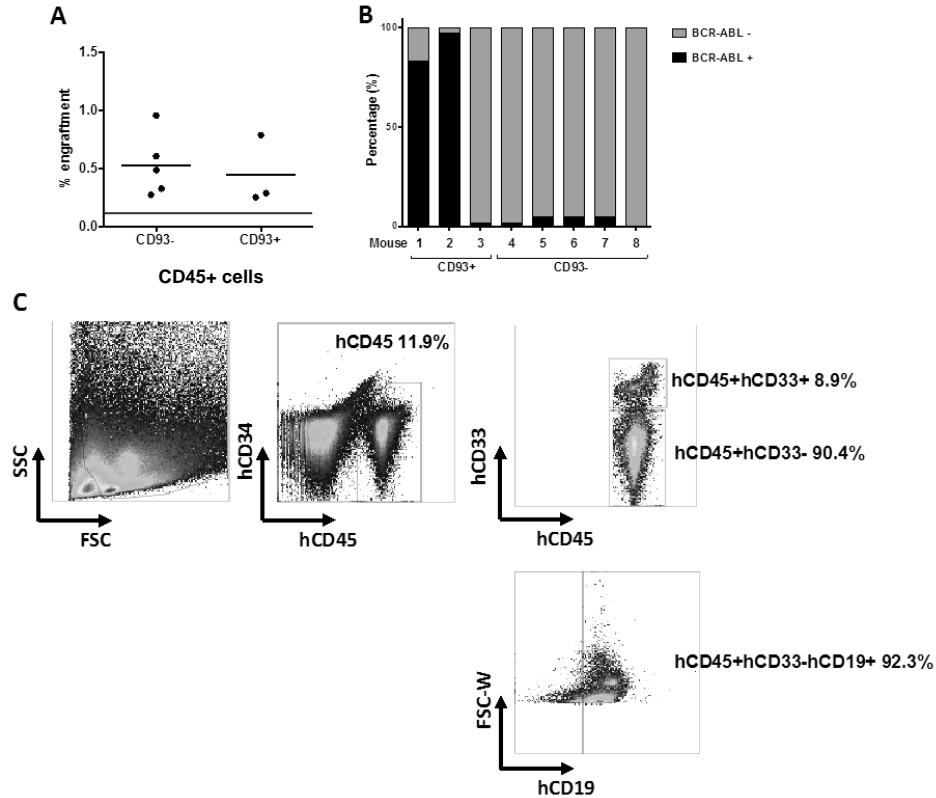 A
% engraftment
1.5
1.0
0.5
0.0
CD93-
CD93+
CD45+ cells
B
Percentage (%)
100
50
0
BCR-ABL -
BCR-ABL +
Mouse 1 2 3 4 5 6 7 8
CD93+
CD93-
C
SSC
FSC
hCD45 11.9%
hCD34
hCD45
hCD33
hCD45
hCD45+hCD33+ 8.9%
hCD45+hCD33- 90.4%
FSC-W
hCD19
hCD45+hCD33-hCD19+ 92.3%